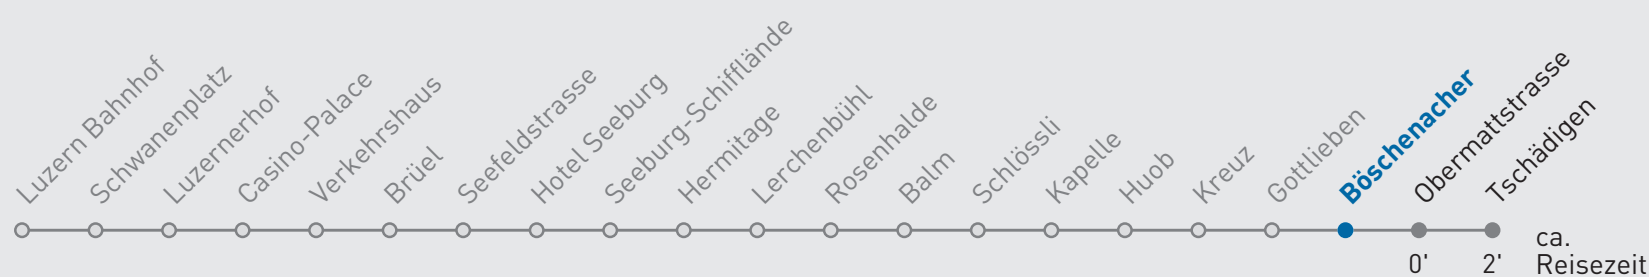 Luzern Bahnhof
Schwanenplatz
Luzernerhof
Casino-Palace
Verkehrshaus
Brüel
Seefeldstrasse
Hotel Seeburg
Seeburg-Schifflände
Hermitage
Lerchenbühl
Rosenhalde
Balm
Schlössli
Kapelle
Huob
Kreuz
Gottlieben
Böschenacher
Obermattstrasse
Tschädigen
ca.
0' 2' Reisezeit